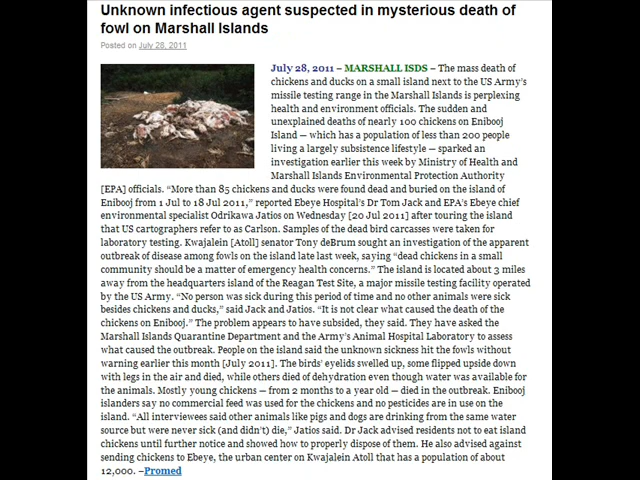 Unknown infectious agent suspected in mysterious death of
fowl on Marshall Islands
Posted on July 28, 2011
July 28, 2011 – MARSHALL ISDS – The mass death of
chickens and ducks on a small island next to the US Army's
missile testing range in the Marshall Islands is perplexing
health and environment officials. The sudden and
unexplained deaths of nearly 100 chickens on Enibooj
Island — which has a population of less than 200 people
living a largely subsistence lifestyle — sparked an
investigation earlier this week by Ministry of Health and
Marshall Islands Environmental Protection Authority
[EPA] officials. “More than 85 chickens and ducks were found dead and buried on the island of
Enibooj from 1 Jul to 18 Jul 2011,” reported Ebeye Hospital's Dr Tom Jack and EPA's Ebeye chief
environmental specialist Odrikawa Jatios on Wednesday [20 Jul 2011] after touring the island
that US cartographers refer to as Carlson. Samples of the dead bird carcasses were taken for
laboratory testing. Kwajalein [Atoll] senator Tony deBrum sought an investigation of the apparent
outbreak of disease among fowls on the island late last week, saying “dead chickens in a small
community should be a matter of emergency health concerns.” The island is located about 3 miles
away from the headquarters island of the Reagan Test Site, a major missile testing facility operated
by the US Army. “No person was sick during this period of time and no other animals were sick
besides chickens and ducks,” said Jack and Jatios. “It is not clear what caused the death of the
chickens on Enibooj.” The problem appears to have subsided, they said. They have asked the
Marshall Islands Quarantine Department and the Army's Animal Hospital Laboratory to assess
what caused the outbreak. People on the island said the unknown sickness hit the fowls without
warning earlier this month [July 2011]. The birds' eyelids swelled up, some flipped upside down
with legs in the air and died, while others died of dehydration even though water was available for
the animals. Mostly young chickens — from 2 months to a year old — died in the outbreak. Enibooj
islanders say no commercial feed was used for the chickens and no pesticides are in use on the
island. “All interviewees said other animals like pigs and dogs are drinking from the same water
source but were never sick (and didn't) die,” Jatios said. Dr Jack advised residents not to eat island
chickens until further notice and showed how to properly dispose of them. He also advised against
sending chickens to Ebeye, the urban center on Kwajalein Atoll that has a population of about
12,000. –Promed